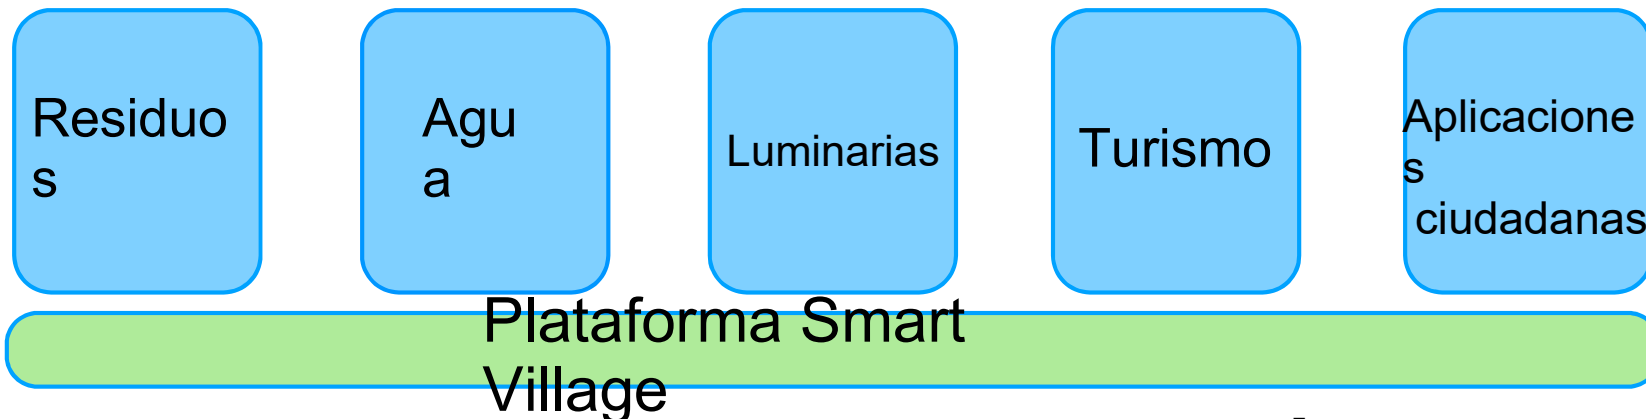 Residuo
s
Agu
a
Luminarias
Turismo
Aplicacione
s
ciudadanas
Plataforma Smart
Village